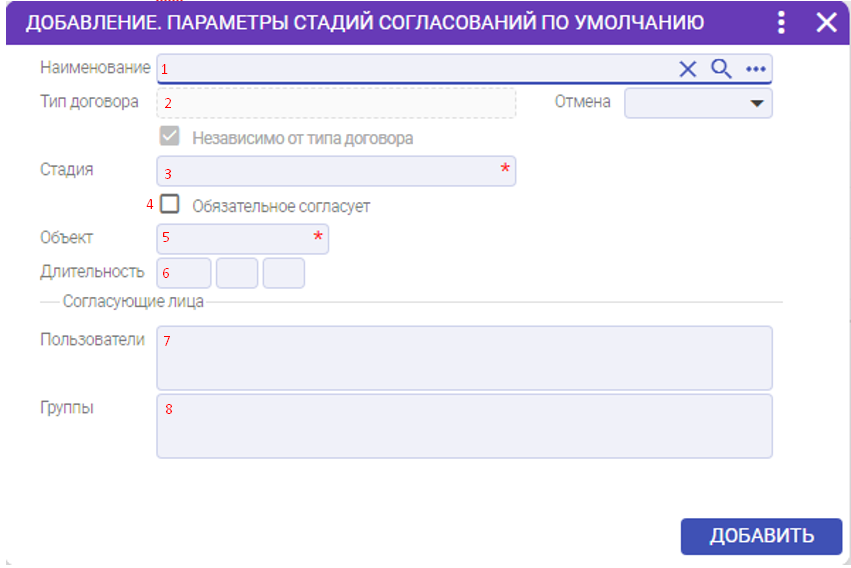 ДОБАВЛЕНИЕ. ПАРАМЕТРЫ СТАДИЙ СОГЛАСОВАНИЙ ПО УМОЛЧАНИЮ
Наименование 1
Тип договора 2 Отмена
Независимо от типа договора
Стадия 3 *
4 Обязательное согласует
Объект 5 *
Длительность 6
Согласующие лица
Пользователи 7
Группы 8
ДОБАВИТЬ